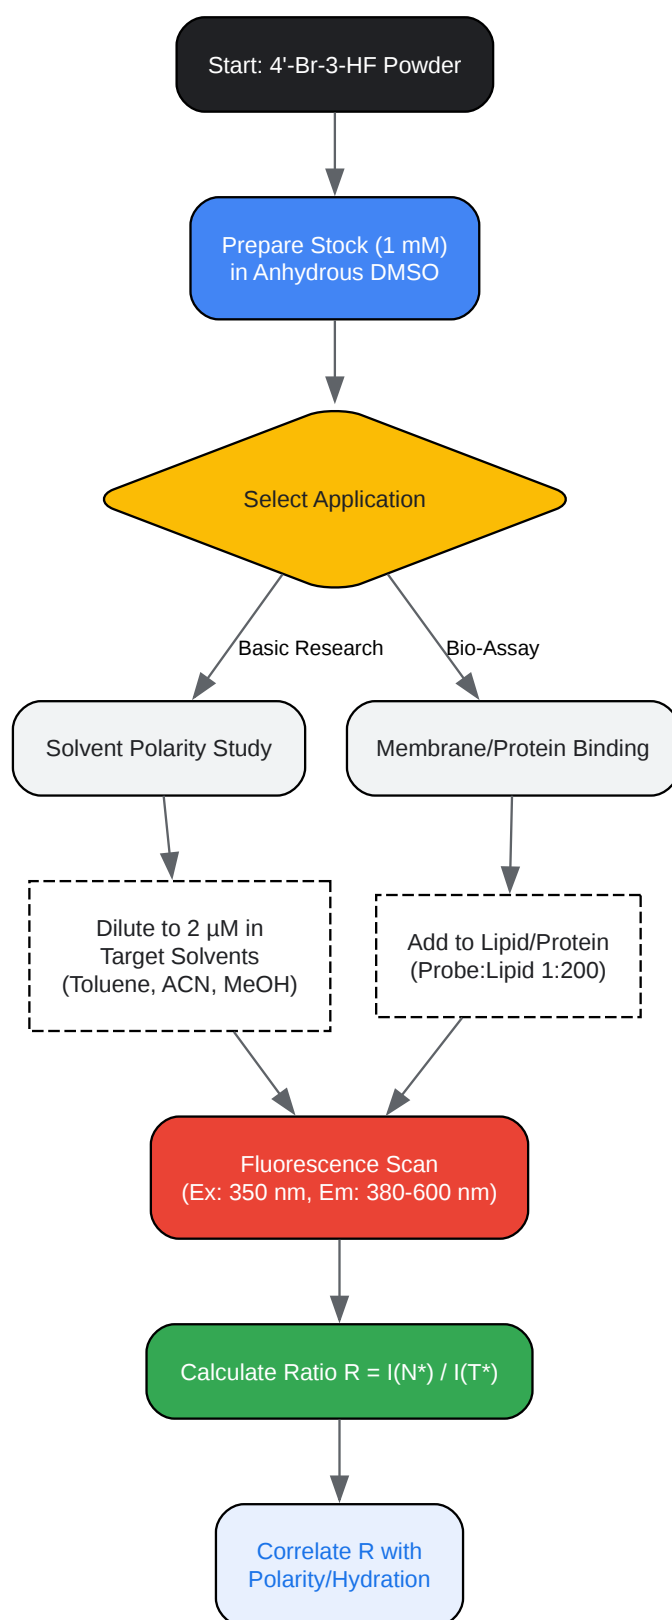 Start: 4'-Br-3-HF Powder
Prepare Stock (1 mM)
in Anhydrous DMSO
Select Application
Basic Research
Bio-Assay
Solvent Polarity Study
Membrane/Protein Binding
Dilute to 2 µM in
Target Solvents
(Toluene, ACN, MeOH)
Add to Lipid/Protein
(Probe:Lipid 1:200)
Fluorescence Scan
(Ex: 350 nm, Em: 380-600 nm)
Calculate Ratio R = I(N*) / I(T*)
Correlate R with
Polarity/Hydration